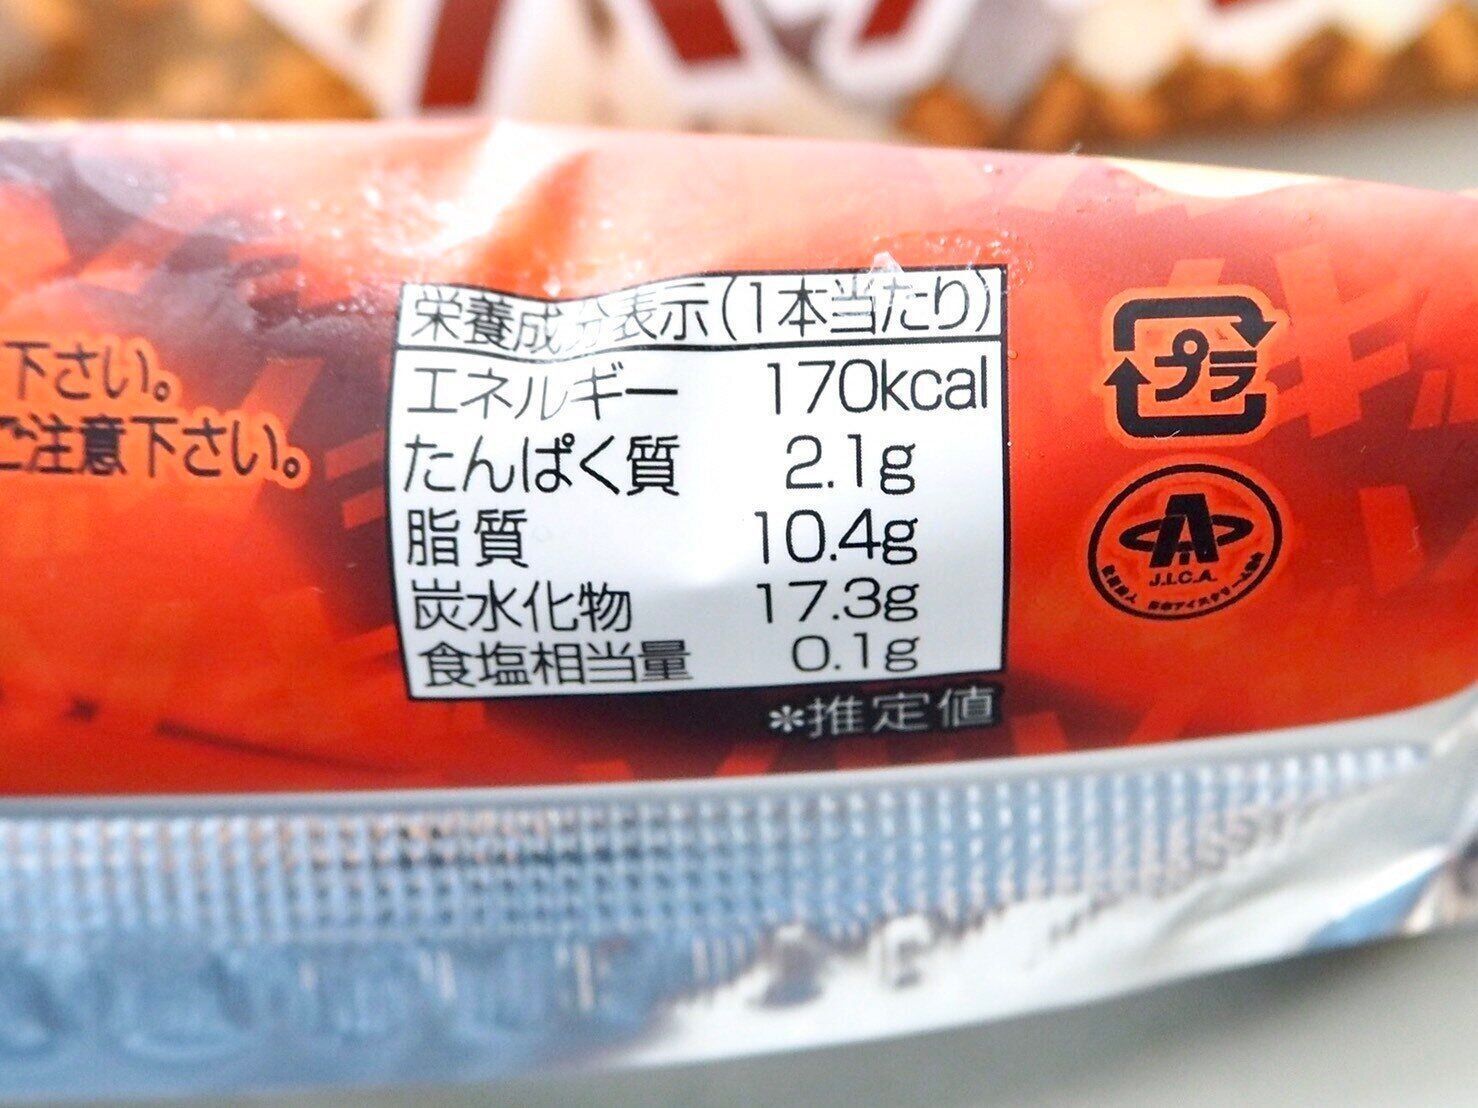 下さい。
ご注意下さい。
栄養成分表示(1本当たり)
エネルギー 170kcal
たんぱく質 2.1g
脂質 10.4g
炭水化物 17.3g
食塩相当量 0.1g
*推定値
プラ
A
J.I.C.A.